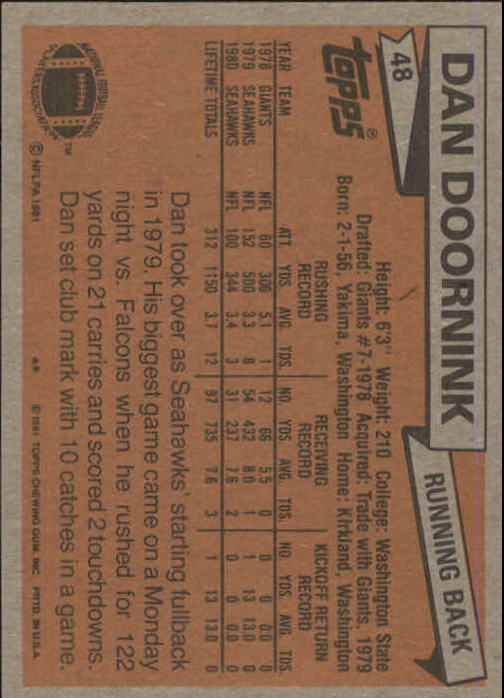 DAN DOORNINK
RUNNING BACK
48
topps®
Height: 6'3" Weight: 210 College: Washington State
Drafted: Giants #7-1978 Acquired: Trade with Giants, 1979
Born: 2-1-56, Yakima, Washington Home: Kirkland, Washington
RUSHING RECORD RECEIVING RECORD KICKOFF RETURN RECORD
YEAR TEAM ATT. YDS. AVG. TDS. NO. YDS. AVG. TDS. NO. YDS. AVG. TDS.
1978 GIANTS NFL 60 306 5.1 1 12 66 5.5 0 0 0 0.0 0
1979 SEAHAWKS NFL 152 500 3.3 8 54 432 8.0 1 1 13 13.0 0
1980 SEAHAWKS NFL 100 344 3.4 3 31 237 7.6 2 0 0 0.0 0
LIFETIME TOTALS 312 1150 3.7 12 97 735 7.6 3 1 13 13.0 0
Dan took over as Seahawks' starting fullback
in 1979. His biggest game came on a Monday
night vs. Falcons when he rushed for 122
yards on 21 carries and scored 2 touchdowns.
Dan set club mark with 10 catches in a game.
NATIONAL FOOTBALL LEAGUE
PLAYERS ASSOCIATION
TM
© NFLPA 1981
© 1981 TOPPS CHEWING GUM, INC. PRTD. IN U.S.A.